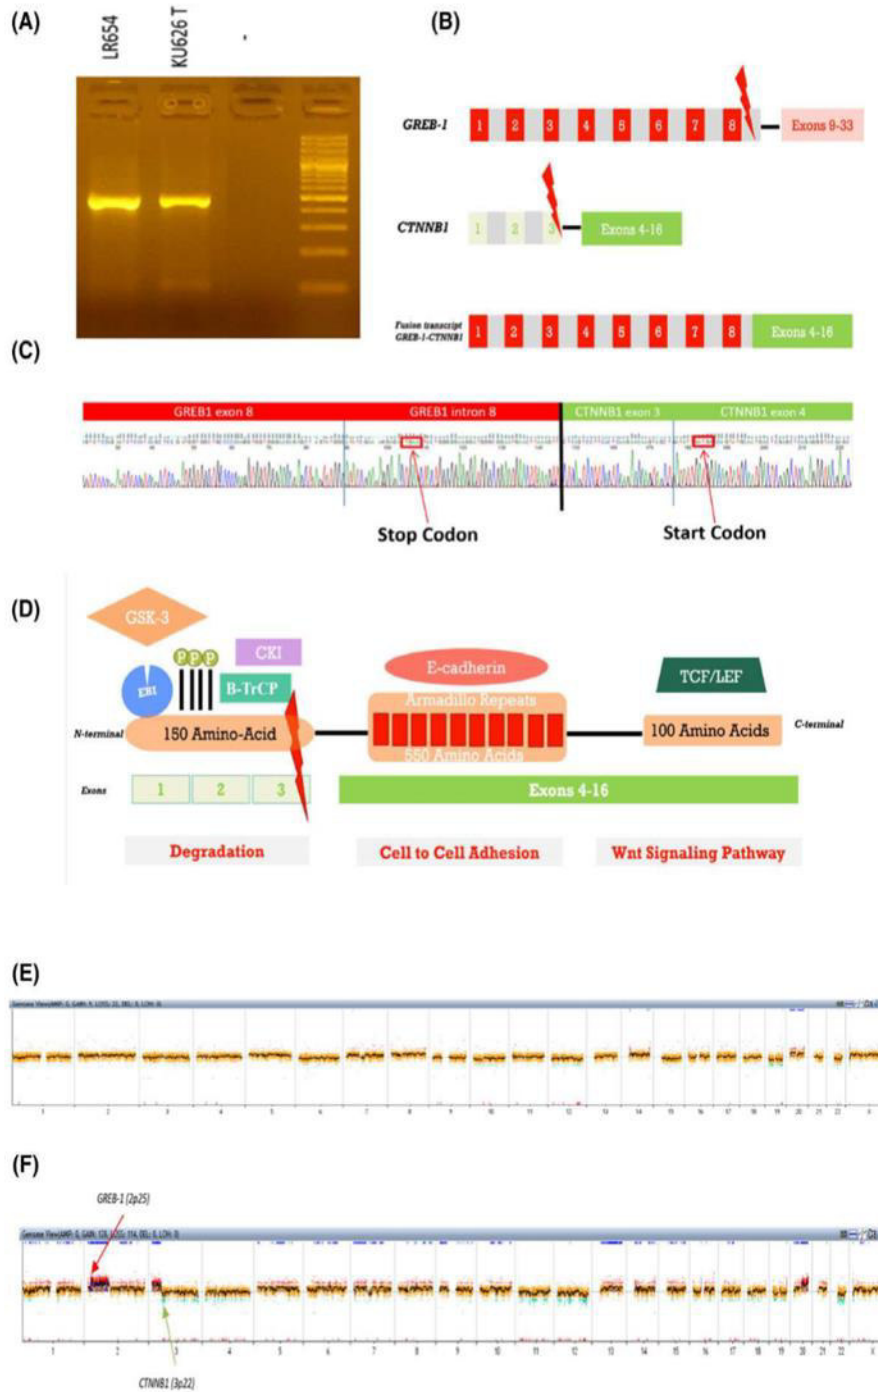 (A)
LR654
KU626 T
-
(B)
GREB-1
1 2 3 4 5 6 7 8
Exons 9-33
CTNNB1
1 2 3
Exons 4-16
Fusion transcript
GREB-1-CTNNB1
1 2 3 4 5 6 7 8
Exons 4-16
(C)
GREB1 exon 8 GREB1 intron 8 CTNNB1 exon 3 CTNNB1 exon 4
Stop Codon
Start Codon
(D)
GSK-3
P P P
CKI
B-TrCP
E-cadherin
TCF/LEF
N-terminal
150 Amino-Acid
Armadillo Repeats
550 Amino Acids
100 Amino Acids
C-terminal
Exons
1 2 3
Exons 4-16
Degradation
Cell to Cell Adhesion
Wnt Signaling Pathway
(E)
1 2 3 4 5 6 7 8 9 10 11 12 13 14 15 16 17 18 19 20 21 22 X
(F)
GREB-1 (2p25)
1 2 3 4 5 6 7 8 9 10 11 12 13 14 15 16 17 18 19 20 21 22 X
CTNNB1 (3p22)